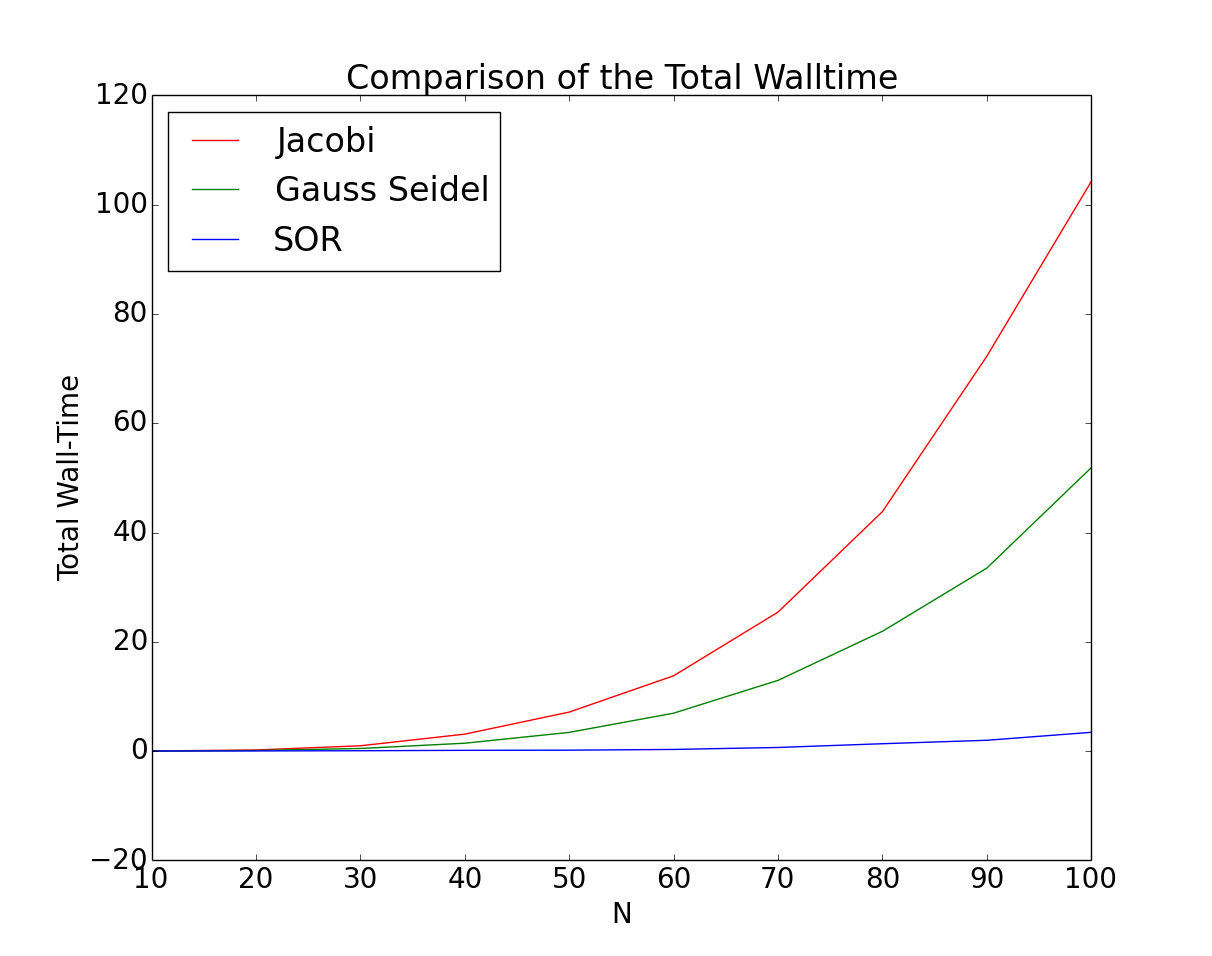 Comparison of the Total Walltime
120
100
80
60
40
20
0
−20
Total Wall-Time
Jacobi
Gauss Seidel
SOR
10 20 30 40 50 60 70 80 90 100
N